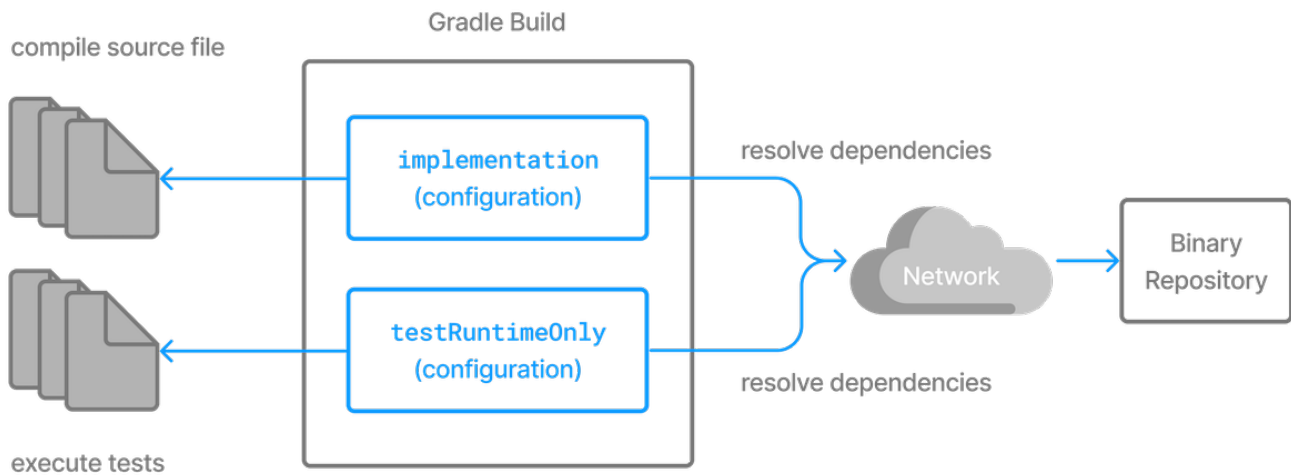 Gradle Build
compile source file
implementation
(configuration)
resolve dependencies
Network
Binary
Repository
testRuntimeOnly
(configuration)
resolve dependencies
execute tests